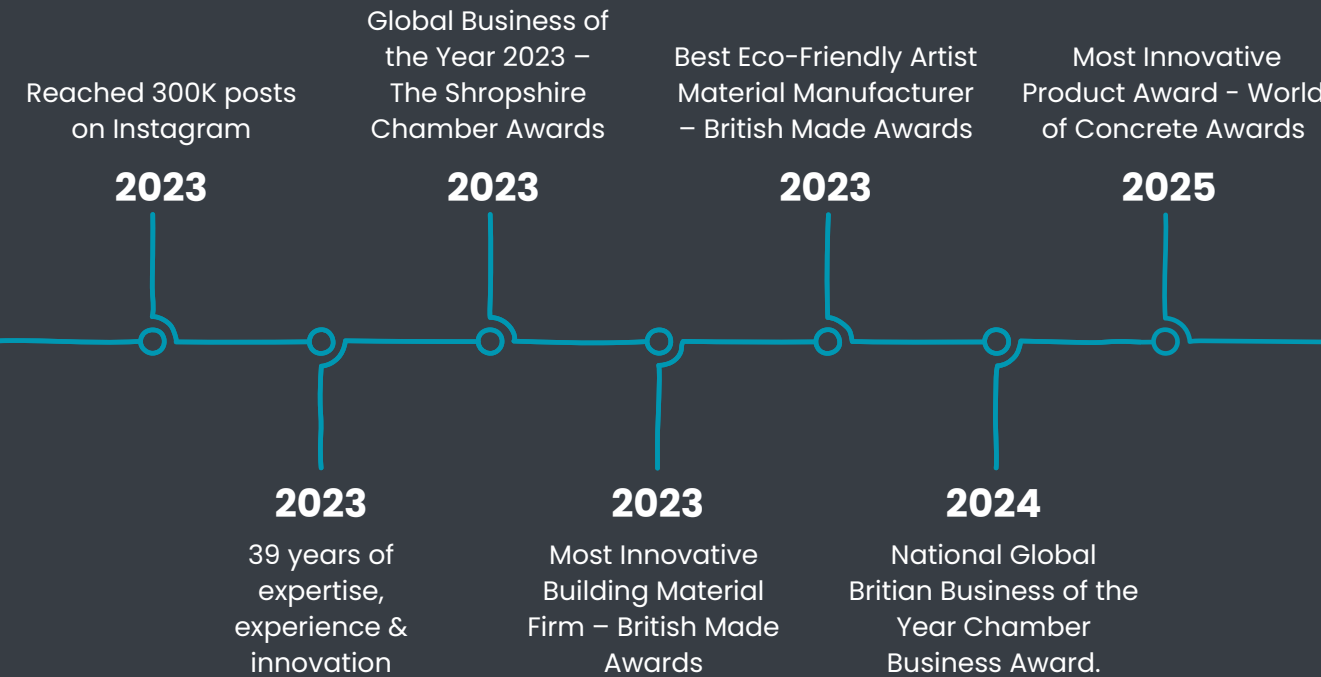 Reached 300K posts
on Instagram
2023
2023
39 years of
expertise,
experience &
innovation
Global Business of
the Year 2023 –
The Shropshire
Chamber Awards
2023
2023
Most Innovative
Building Material
Firm – British Made
Awards
Best Eco-Friendly Artist
Material Manufacturer
– British Made Awards
2023
2024
National Global
Britian Business of the
Year Chamber
Business Award.
Most Innovative
Product Award - World
of Concrete Awards
2025